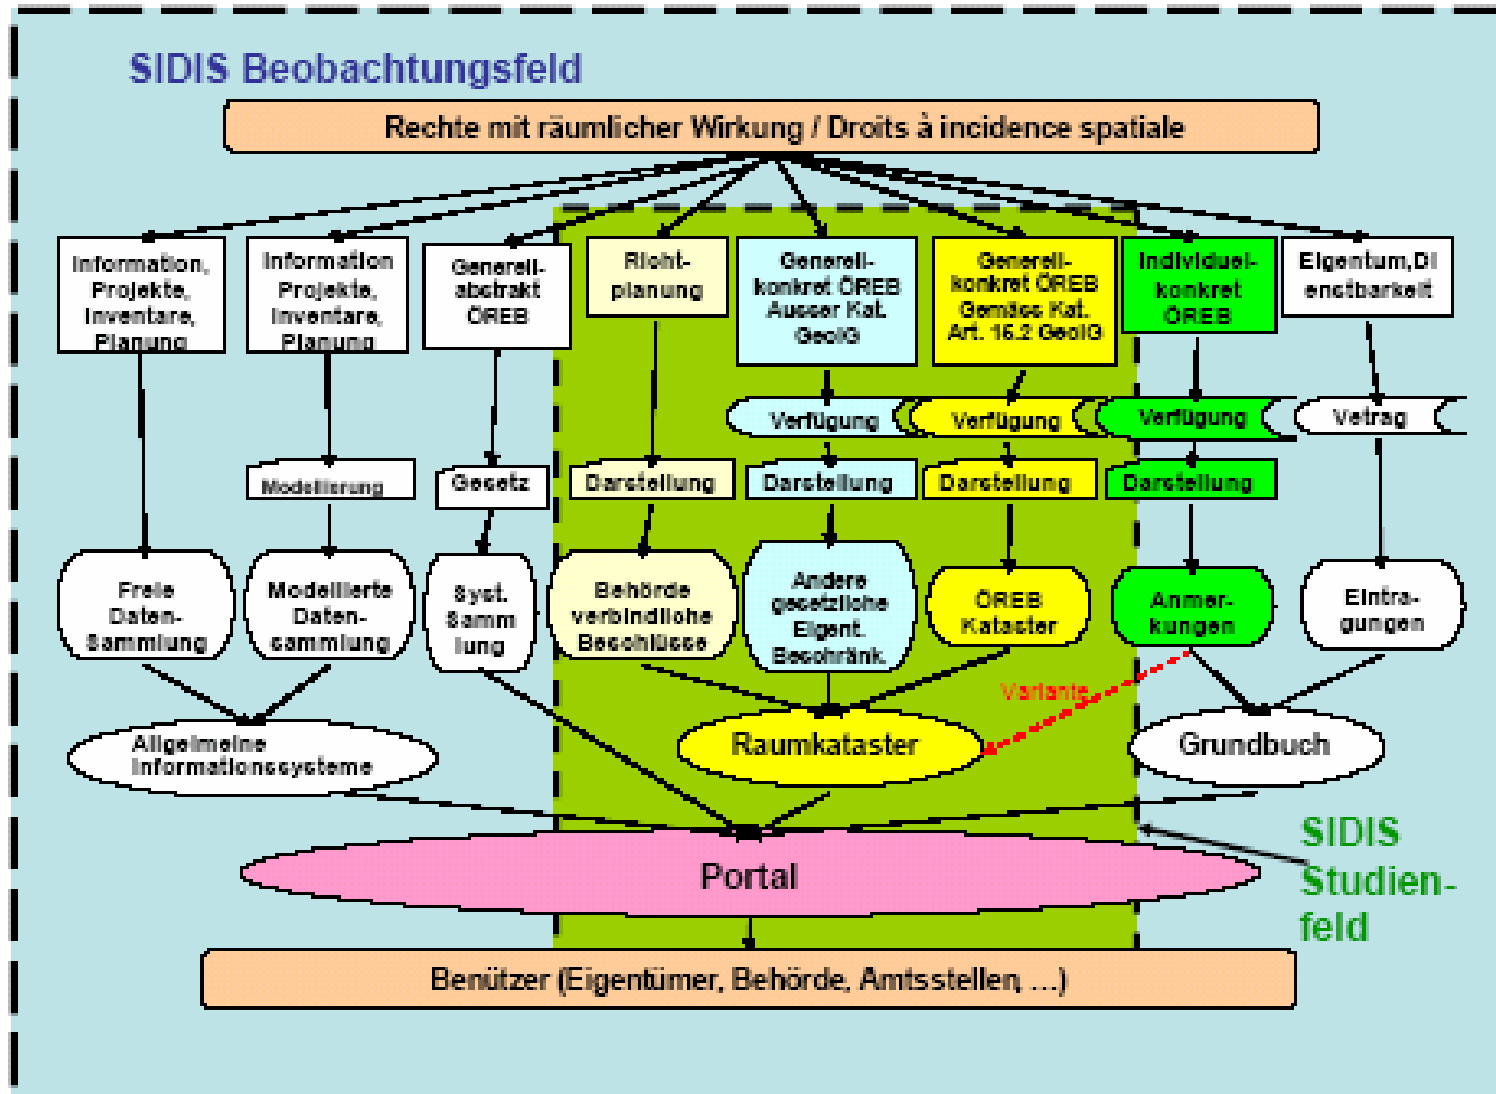 SIDIS Beobachtungsfeld
Rechte mit räumlicher Wirkung / Droits à incidence spatiale
Information,
Projekte,
Inventare,
Planung
Information
Projekte,
Inventare,
Planung
Generell-
abstrakt
ÖREB
Richt-
planung
Generell-
konkret ÖREB
Ausser Kat.
GeoIG
Generell-
konkret ÖREB
Gemäss Kat.
Art. 16.2 GeoIG
Individuel-
konkret
ÖREB
Eigentum,Di
enstbarkeit
Verfügung
Verfügung
Verfügung
Vetrag
Modellierung
Gesetz
Darstellung
Darstellung
Darstellung
Darstellung
Freie
Daten-
Sammlung
Modellierte
Daten-
sammlung
Syst.
Samm
lung
Behörde
verbindliche
Beschlüsse
Andere
gesetzliche
Eigent.
Beschränk.
ÖREB
Kataster
Anmer-
kungen
Eintra-
gungen
Variante
Allgelmeine
Informationssysteme
Raumkataster
Grundbuch
Portal
SIDIS
Studien-
feld
Benützer (Eigentümer, Behörde, Amtsstellen, ...)